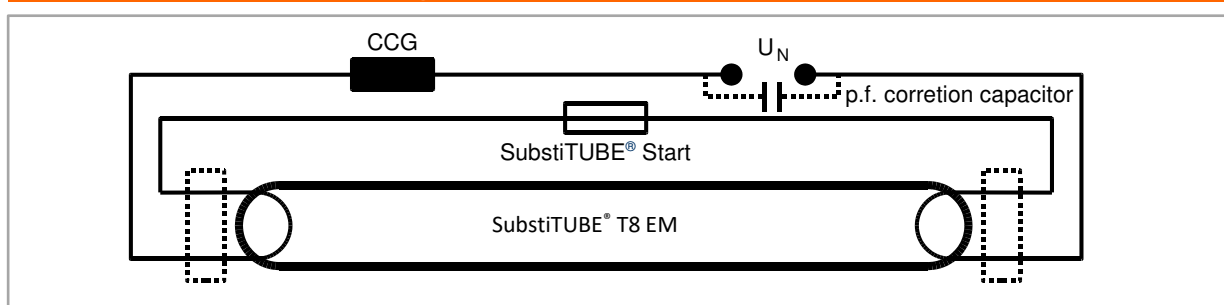 CCG
U_N
p.f. corretion capacitor
SubstiTUBE® Start
SubstiTUBE® T8 EM